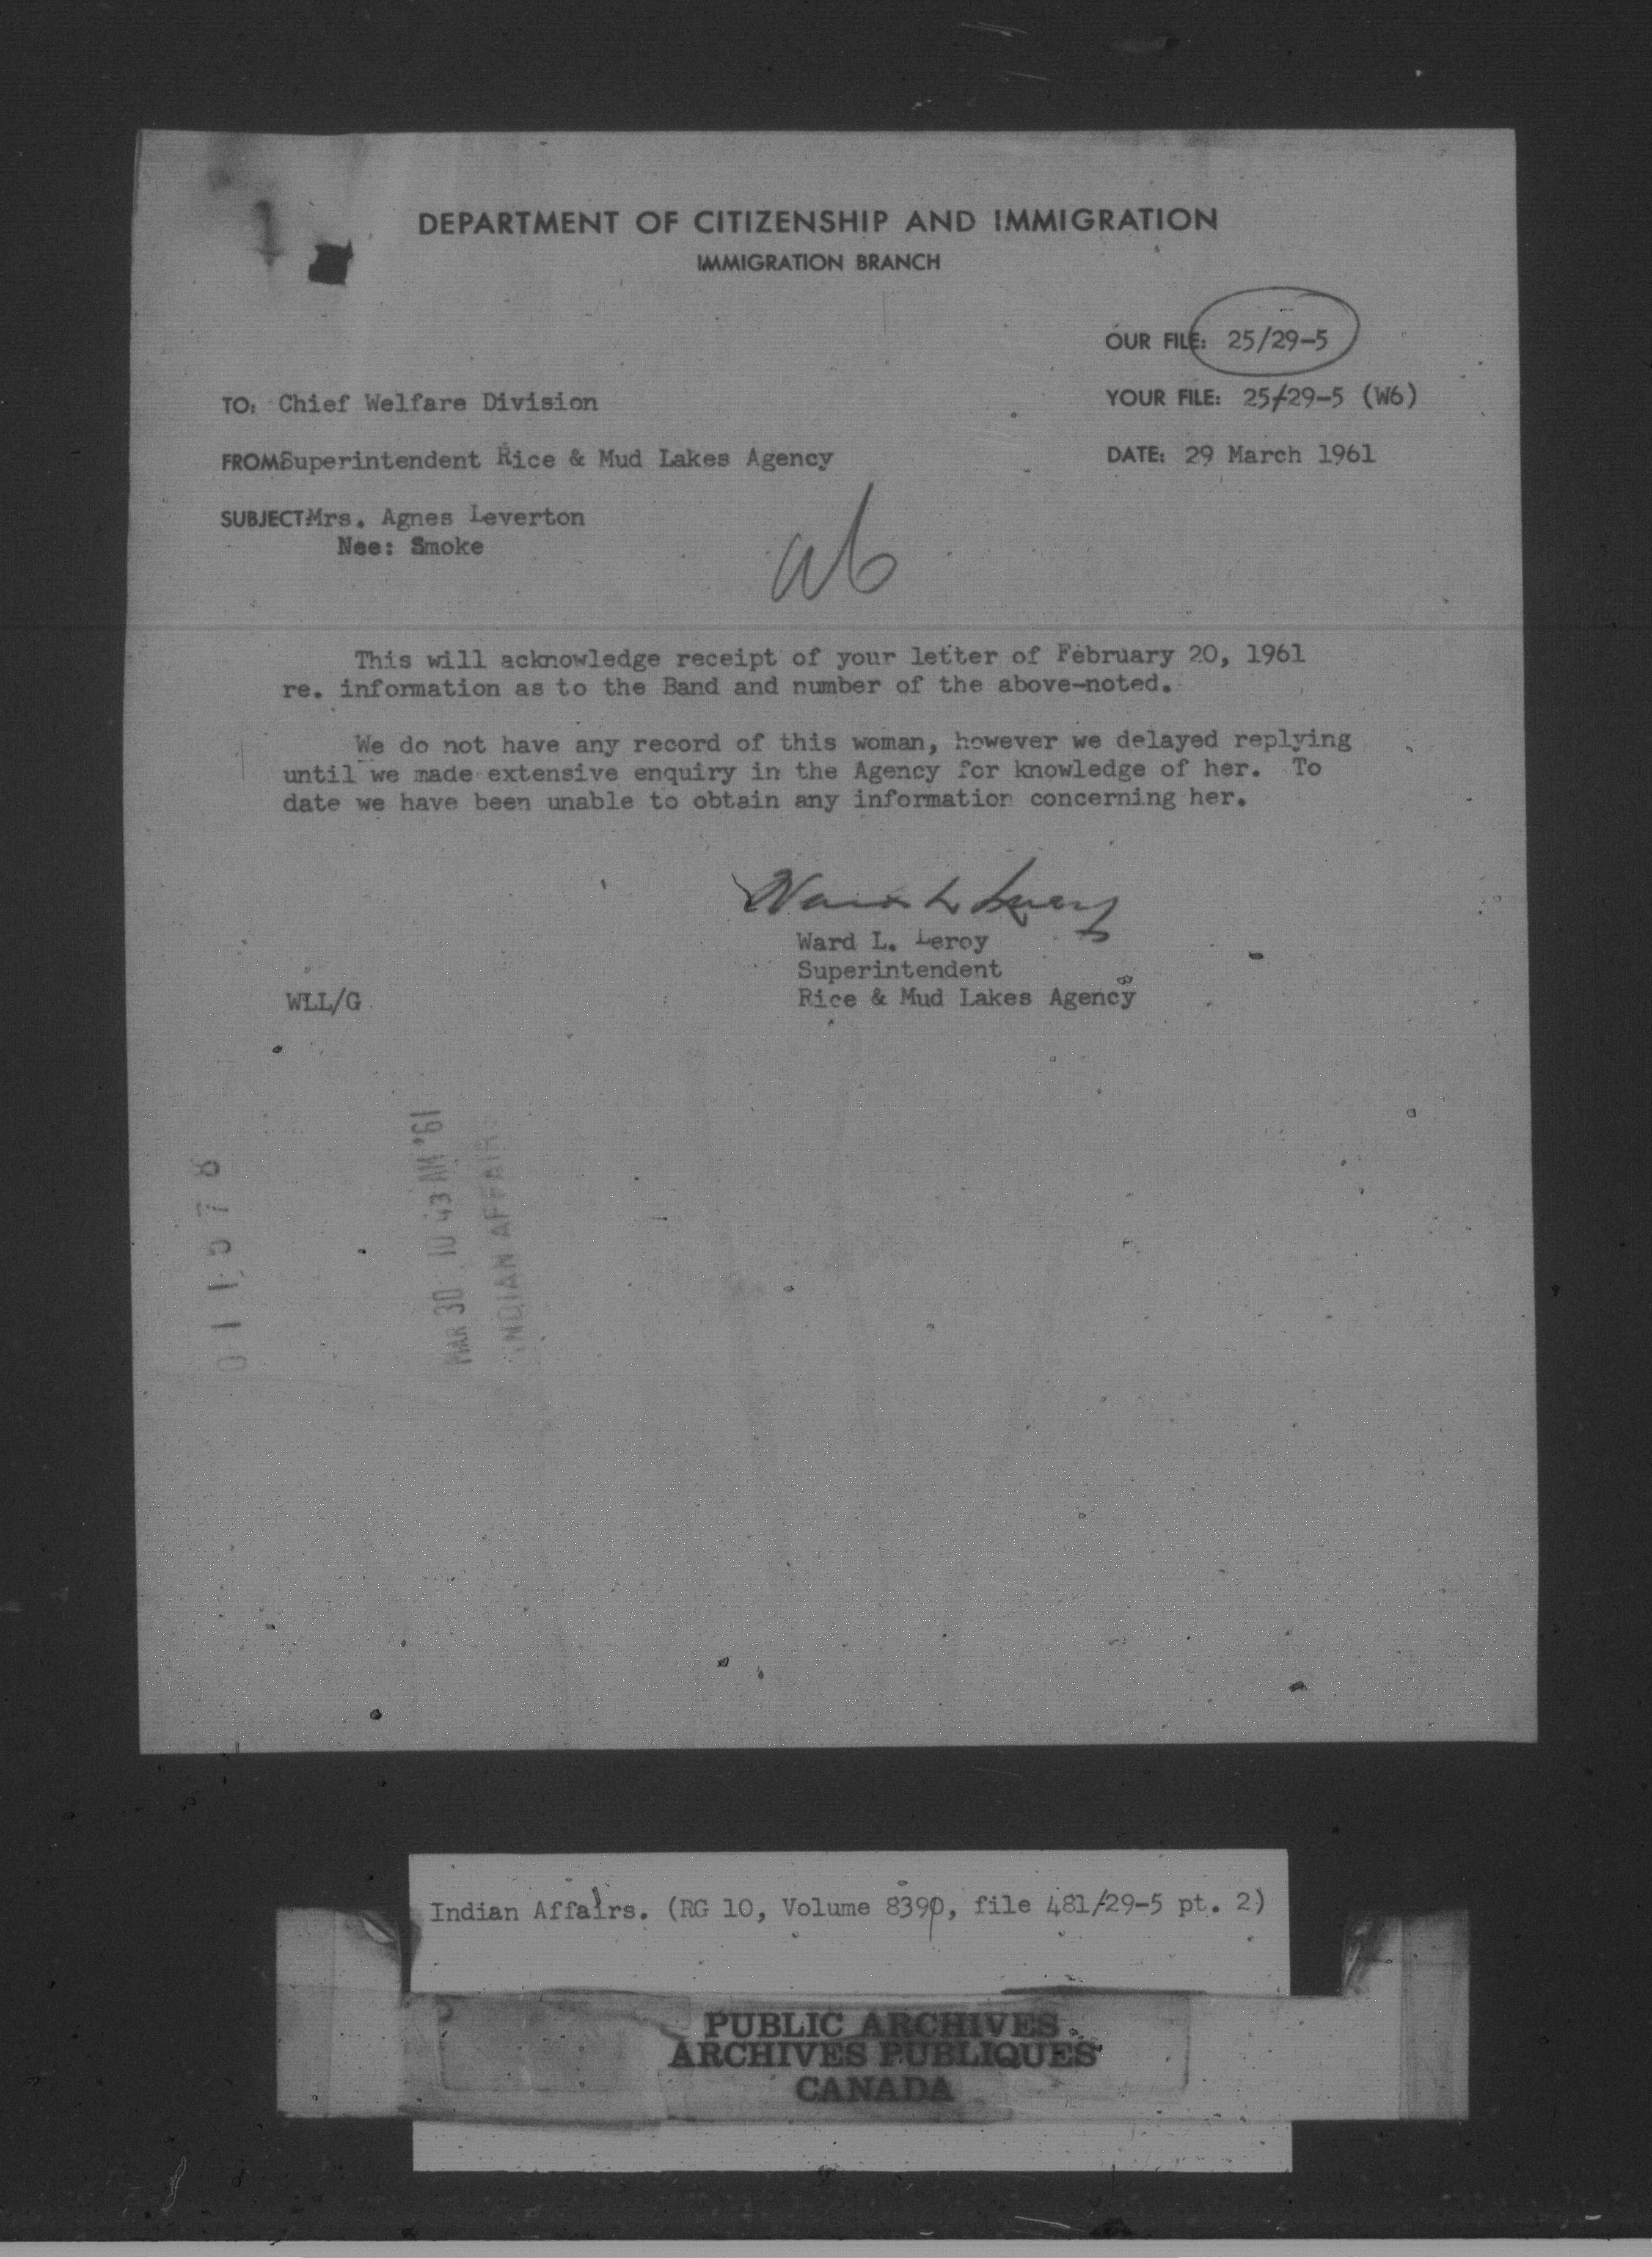 DEPARTMENT OF CITIZENSHIP AND IMMIGRATION
IMMIGRATION BRANCH
OUR FILE: 25/29-5
TO: Chief Welfare Division
YOUR FILE: 25/29-5 (W6)
FROM Superintendent Rice & Mud Lakes Agency
DATE: 29 March 1961
SUBJECT: Mrs. Agnes Leverton
Nee: Smoke
W6
This will acknowledge receipt of your letter of February 20, 1961
re. information as to the Band and number of the above-noted.
We do not have any record of this woman, however we delayed replying
until we made extensive enquiry in the Agency for knowledge of her. To
date we have been unable to obtain any information concerning her.
Ward L. Leroy
Superintendent
Rice & Mud Lakes Agency
WLL/G
MAR 30 10 43 AM '61
INDIAN AFFAIRS
Indian Affairs. (RG 10, Volume 8390, file 481/29-5 pt. 2)
PUBLIC ARCHIVES
ARCHIVES PUBLIQUES
CANADA